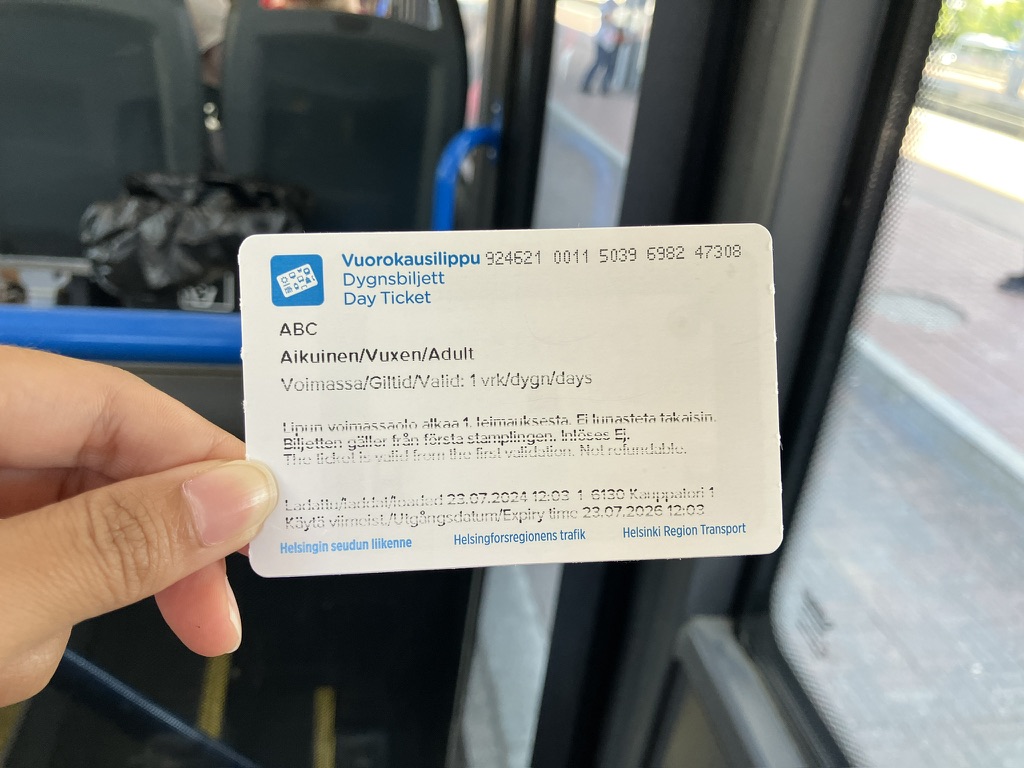 Vuorokausilippu 924621 0011 5039 6982 47308
Dygnsbiljett
Day Ticket
ABC
Aikuinen/Vuxen/Adult
Voimassa/Giltid/Valid: 1 vrk/dygn/days
Lipun voimassaolo alkaa 1. leimauksesta. Ei lunasteta takaisin.
Biljetten gäller från första stamplingen. Inlöses Ej.
The ticket is valid from the first validation. Not refundable.
Ladattu/laddat/loaded 23.07.2024 12:03 1 6130 Kauppatori 1
Käytä viimeist./Utgångsdatum/Expiry time 23.07.2026 12:03
Helsingin seudun liikenne Helsingforsregionens trafik Helsinki Region Transport